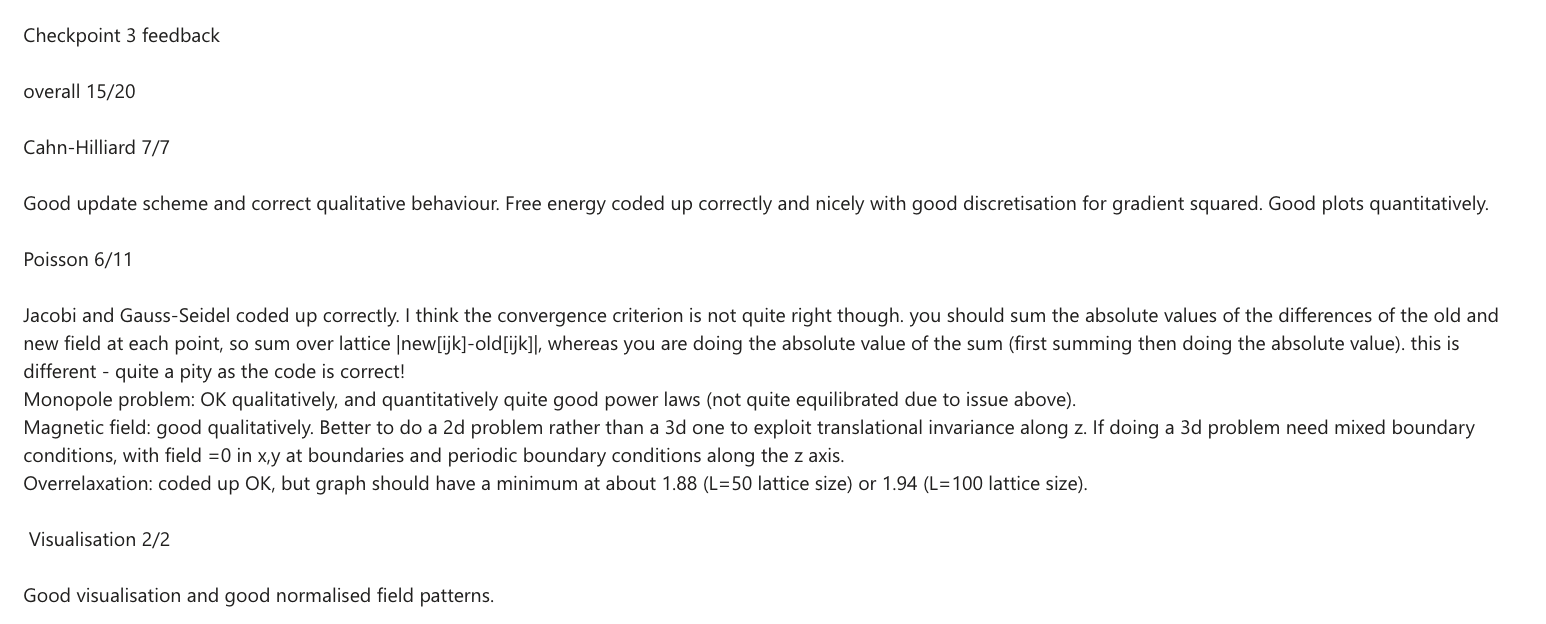 Checkpoint 3 feedback
overall 15/20
Cahn-Hilliard 7/7
Good update scheme and correct qualitative behaviour. Free energy coded up correctly and nicely with good discretisation for gradient squared. Good plots quantitatively.
Poisson 6/11
Jacobi and Gauss-Seidel coded up correctly. I think the convergence criterion is not quite right though. you should sum the absolute values of the differences of the old and
new field at each point, so sum over lattice |new[ijk]-old[ijk]|, whereas you are doing the absolute value of the sum (first summing then doing the absolute value). this is
different - quite a pity as the code is correct!
Monopole problem: OK qualitatively, and quantitatively quite good power laws (not quite equilibrated due to issue above).
Magnetic field: good qualitatively. Better to do a 2d problem rather than a 3d one to exploit translational invariance along z. If doing a 3d problem need mixed boundary
conditions, with field =0 in x,y at boundaries and periodic boundary conditions along the z axis.
Overrelaxation: coded up OK, but graph should have a minimum at about 1.88 (L=50 lattice size) or 1.94 (L=100 lattice size).
Visualisation 2/2
Good visualisation and good normalised field patterns.